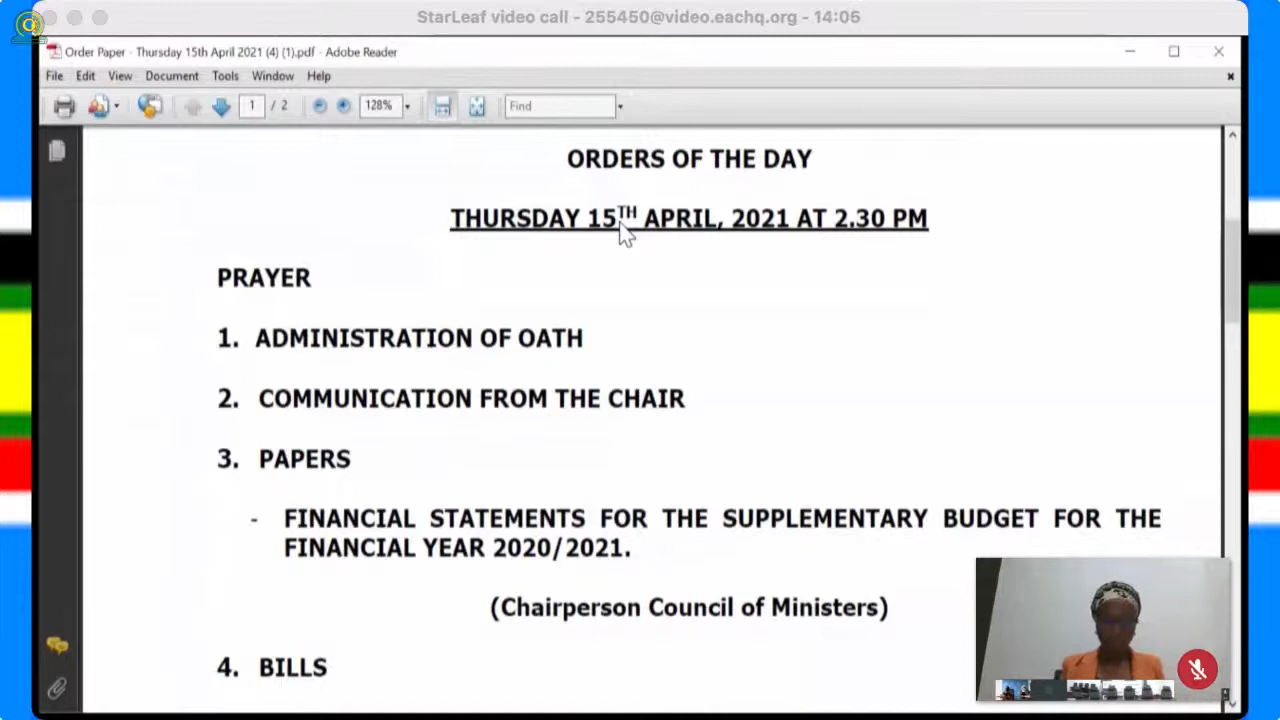 StarLeaf video call - 255450@video.eachq.org - 14:06
Order Paper - Thursday 15th April 2021 (4) (1).pdf - Adobe Reader
File Edit View Document Tools Window Help
1 / 2 128% Find
ORDERS OF THE DAY
THURSDAY 15TH APRIL, 2021 AT 2.30 PM
PRAYER
1. ADMINISTRATION OF OATH
2. COMMUNICATION FROM THE CHAIR
3. PAPERS
- FINANCIAL STATEMENTS FOR THE SUPPLEMENTARY BUDGET FOR THE
FINANCIAL YEAR 2020/2021.
(Chairperson Council of Ministers)
4. BILLS